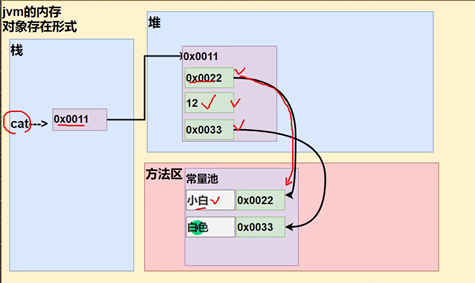 jvm的内存
对象存在形式
栈
cat--->
0x0011
堆
0x0011
0x0022
12
0x0033
方法区
常量池
小白 0x0022
白色 0x0033